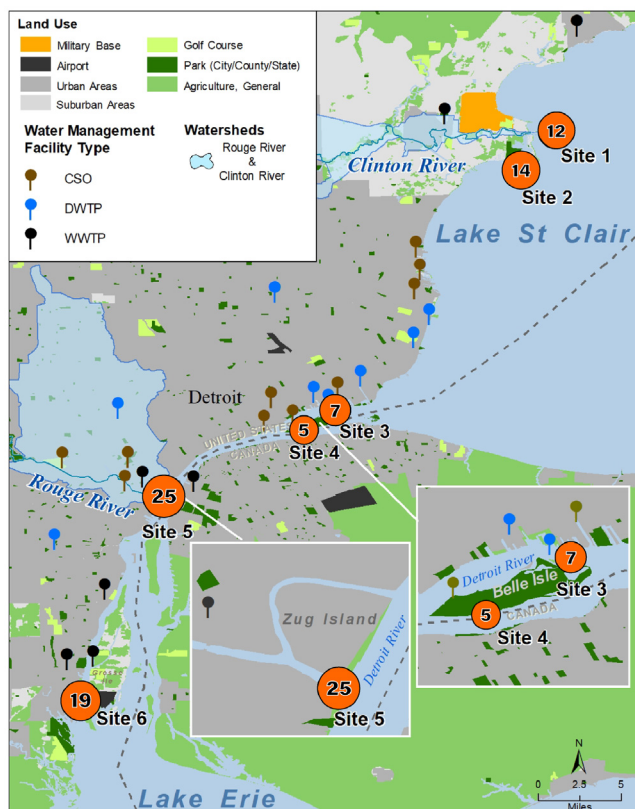 Land Use
Military Base
Airport
Urban Areas
Suburban Areas
Golf Course
Park (City/County/State)
Agriculture, General
Water Management
Facility Type
CSO
DWTP
WWTP
Watersheds
Rouge River
&
Clinton River
12
Site 1
Clinton River
14
Site 2
Lake St Clair
Detroit
7
Site 3
UNITED STATES
CANADA
5
Site 4
Rouge River
25
Site 5
Zug Island
Detroit River
25
Site 5
Detroit River
Belle Isle
7
Site 3
5
CANADA
Site 4
Grosse
Ile
19
Site 6
Lake Erie
N
0 2.5 5
Miles